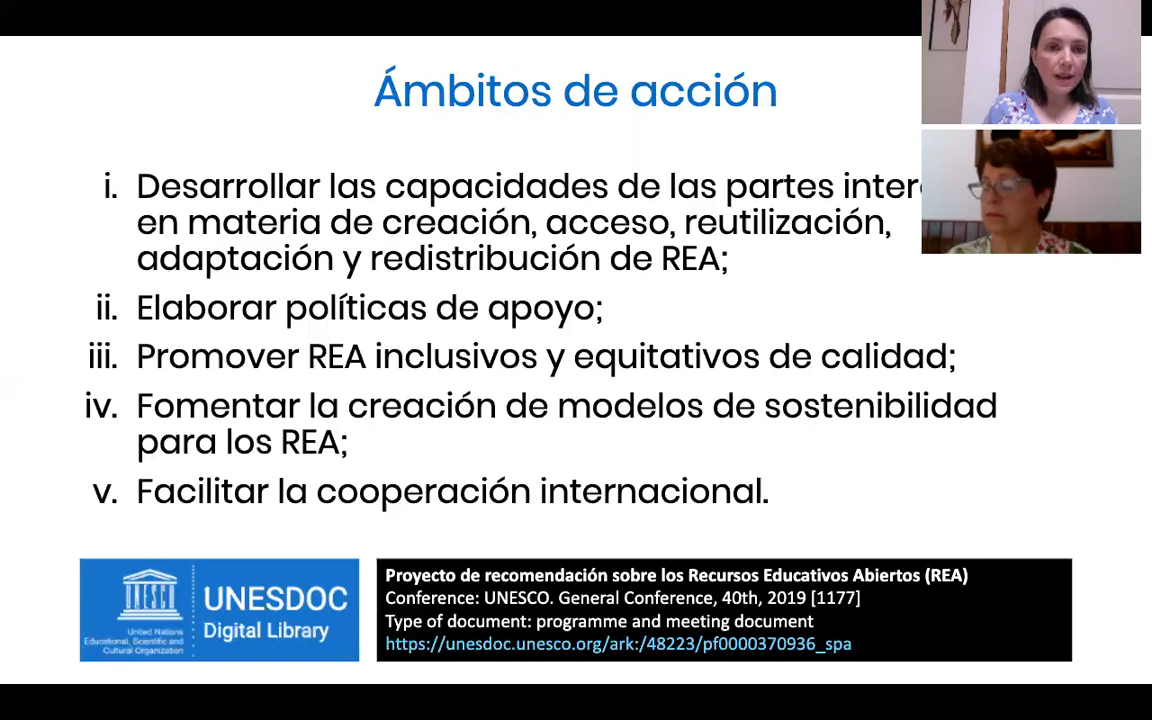 Ámbitos de acción
i. Desarrollar las capacidades de las partes
en materia de creación, acceso, reutilización,
adaptación y redistribución de REA;
ii. Elaborar políticas de apoyo;
iii. Promover REA inclusivos y equitativos de calidad;
iv. Fomentar la creación de modelos de sostenibilidad
para los REA;
v. Facilitar la cooperación internacional.
UNESCO
United Nations
Educational, Scientific and
Cultural Organization
UNESDOC
Digital Library
Proyecto de recomendación sobre los Recursos Educativos Abiertos (REA)
Conference: UNESCO. General Conference, 40th, 2019 [1177]
Type of document: programme and meeting document
https://unesdoc.unesco.org/ark:/48223/pf0000370936_spa